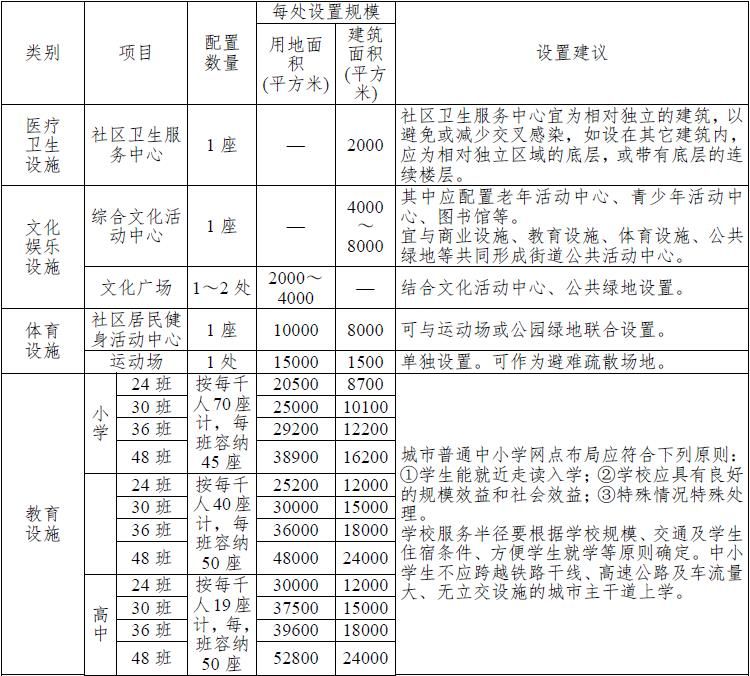 类别
项目
配置
数量
每处设置规模
用地面
积
(平方米)
建筑
面积
(平方
米)
设置建议
医疗
卫生
设施
社区卫生服
务中心
1 座
—
2000
社区卫生服务中心宜为相对独立的建筑，以
避免或减少交叉感染，如设在其它建筑内，
应为相对独立区域的底层，或带有底层的连
续楼层。
文化
娱乐
设施
综合文化活
动中心
1 座
—
4000
～
8000
其中应配置老年活动中心、青少年活动中
心、图书馆等。
宜与商业设施、教育设施、体育设施、公共
绿地等共同形成街道公共活动中心。
文化广场
1～2 处
2000～
4000
—
结合文化活动中心、公共绿地设置。
体育
设施
社区居民健
身活动中心
1 座
10000
8000
可与运动场或公园绿地联合设置。
运动场
1 处
15000
1500
单独设置。可作为避难疏散场地。
教育
设施
小
学
24 班
30 班
36 班
48 班
按每千
人 70 座
计，每
班容纳
45 座
20500
8700
25000
10100
29200
12200
38900
16200
24 班
30 班
36 班
48 班
按每千
人 40 座
计，每
班容纳
50 座
25200
12000
30000
15000
36000
18000
48000
24000
高
中
24 班
30 班
36 班
48 班
按每千
人 19 座
计，每，
班容纳
50 座
30000
12000
37500
15000
39600
18000
52800
24000
城市普通中小学网点布局应符合下列原则：
①学生能就近走读入学；②学校应具有良好
的规模效益和社会效益；③特殊情况特殊处
理。
学校服务半径要根据学校规模、交通及学生
住宿条件、方便学生就学等原则确定。中小
学生不应跨越铁路干线、高速公路及车流量
大、无立交设施的城市主干道上学。